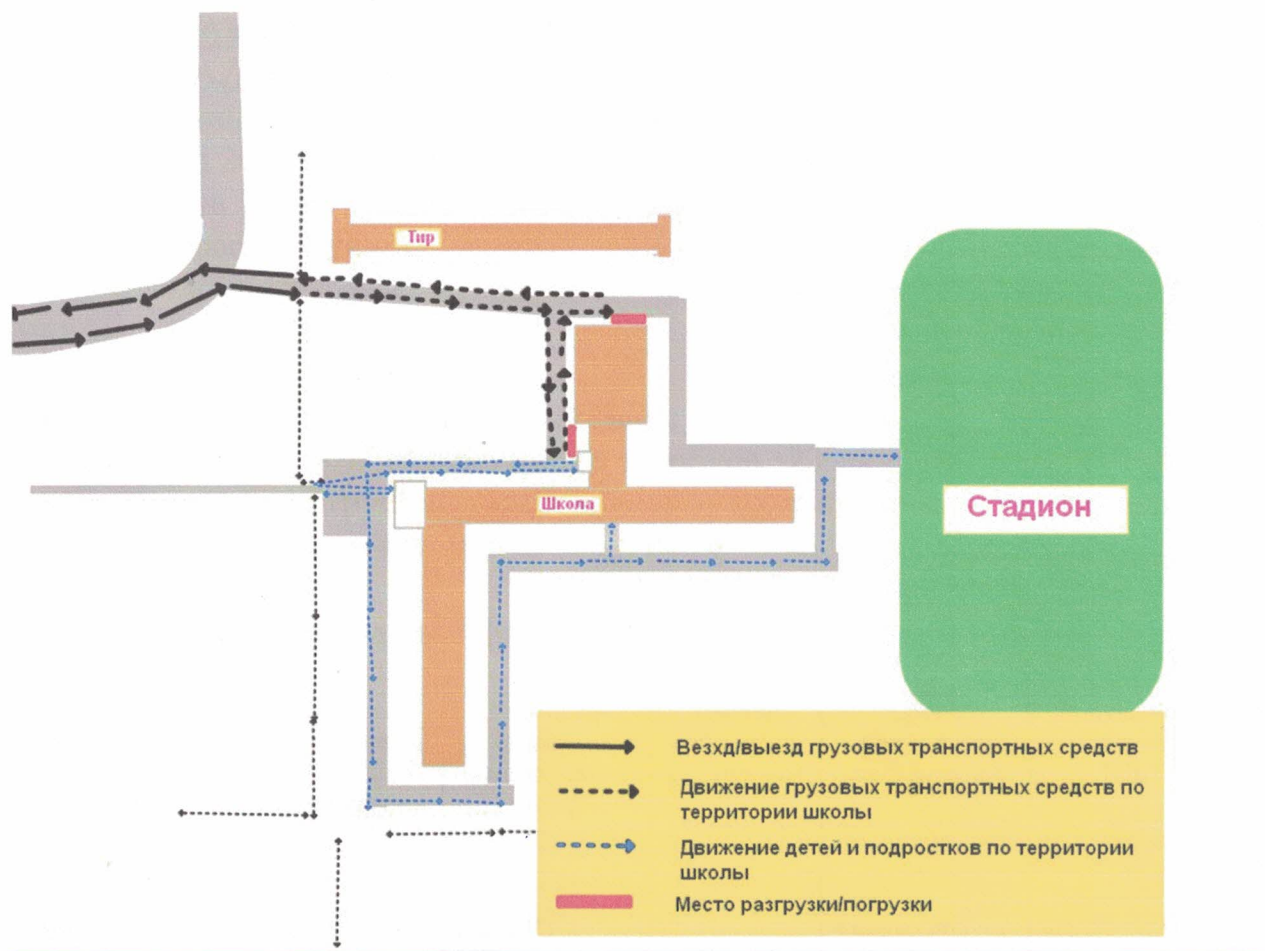 Тир
Школа
Стадион
Везхд/выезд грузовых транспортных средств
Движение грузовых транспортных средств по
территории школы
Движение детей и подростков по территории
школы
Место разгрузки/погрузки